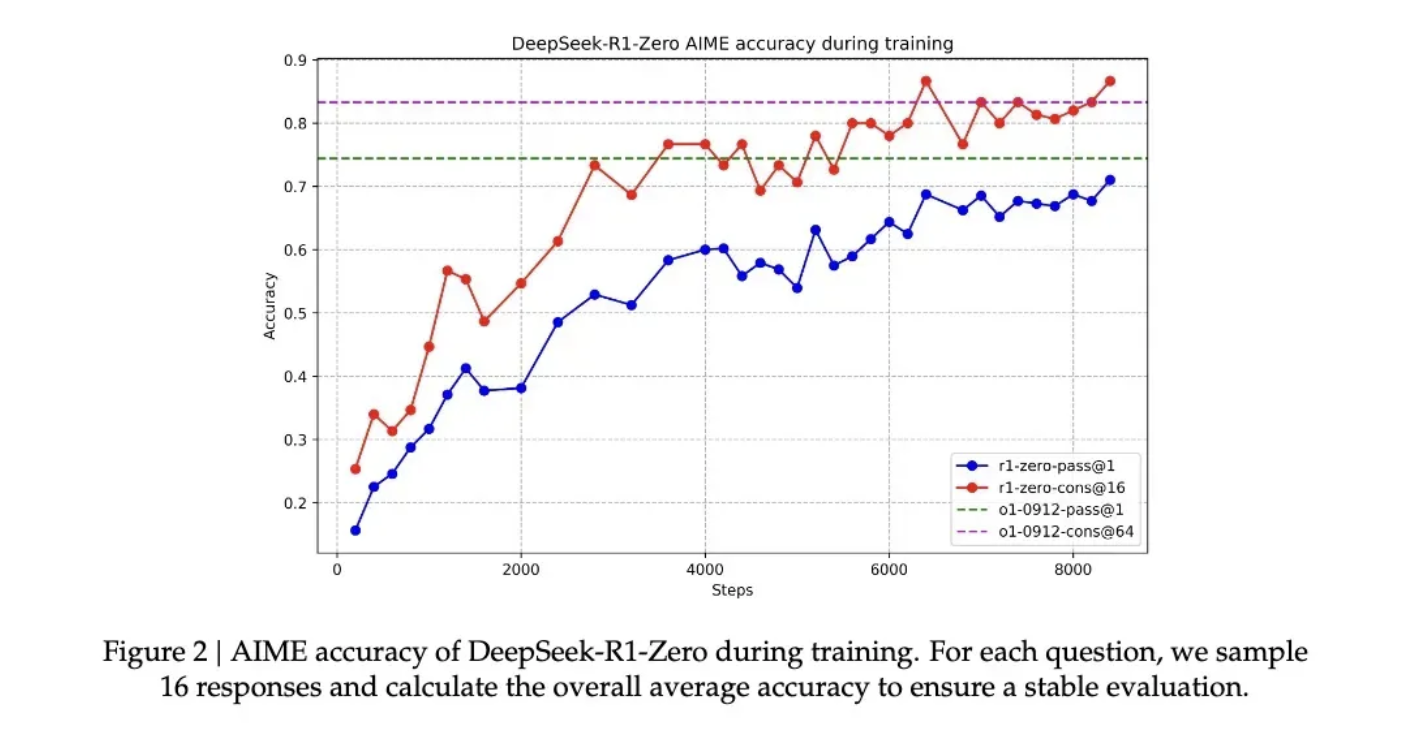 DeepSeek-R1-Zero AIME accuracy during training
0.9
0.8
0.7
0.6
0.5
0.4
0.3
0.2
Accuracy
0 2000 4000 6000 8000
Steps
r1-zero-pass@1
r1-zero-cons@16
o1-0912-pass@1
o1-0912-cons@64
Figure 2 | AIME accuracy of DeepSeek-R1-Zero during training. For each question, we sample
16 responses and calculate the overall average accuracy to ensure a stable evaluation.